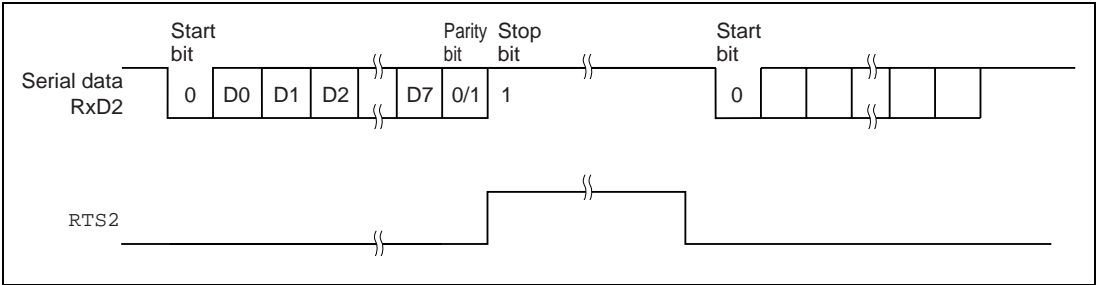 Start bit
Parity bit
Stop bit
Start bit
Serial data RxD2
0 D0 D1 D2 D7 0/1 1 0
RTS2